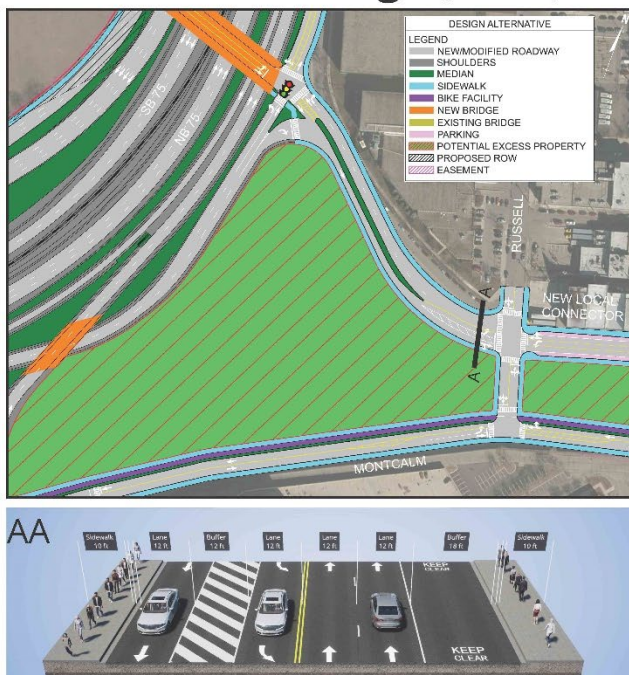 DESIGN ALTERNATIVE
LEGEND
NEW/MODIFIED ROADWAY
SHOULDERS
MEDIAN
SIDEWALK
BIKE FACILITY
NEW BRIDGE
EXISTING BRIDGE
PARKING
POTENTIAL EXCESS PROPERTY
PROPOSED ROW
EASEMENT
N
SB 75
NB 75
RUSSELL
A
NEW LOCAL
CONNECTOR
A
MONTCALM
AA
Sidewalk
10 ft
Lane
12 ft
Buffer
12 ft
Lane
12 ft
Lane
12 ft
Lane
12 ft
Buffer
18 ft
Sidewalk
10 ft
KEEP
CLEAR
KEEP
CLEAR